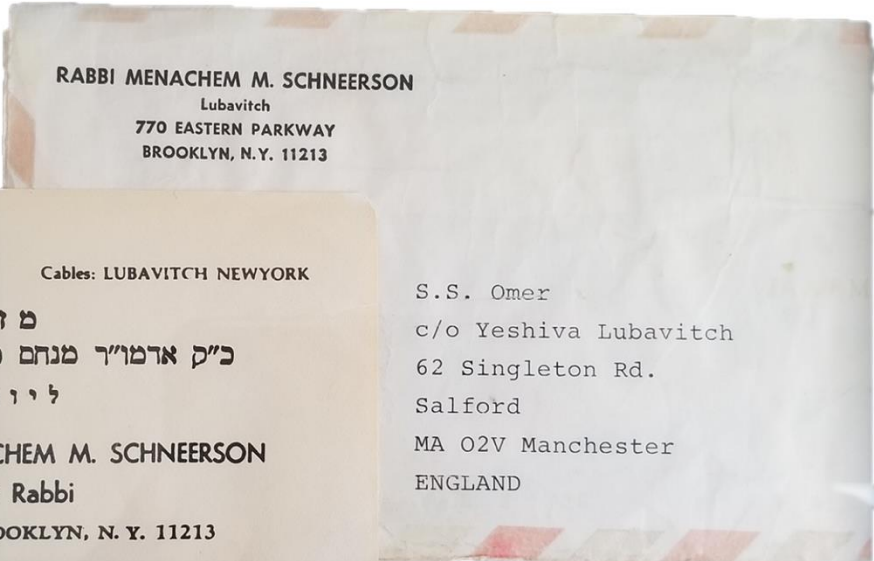 RABBI MENACHEM M. SCHNEERSON
Lubavitch
770 EASTERN PARKWAY
BROOKLYN, N.Y. 11213
Cables: LUBAVITCH NEWYORK
מ ז
כ״ק אדמו״ר מנחם
ל י ו
CHEM M. SCHNEERSON
Rabbi
OOKLYN, N. Y. 11213
S.S. Omer
c/o Yeshiva Lubavitch
62 Singleton Rd.
Salford
MA O2V Manchester
ENGLAND